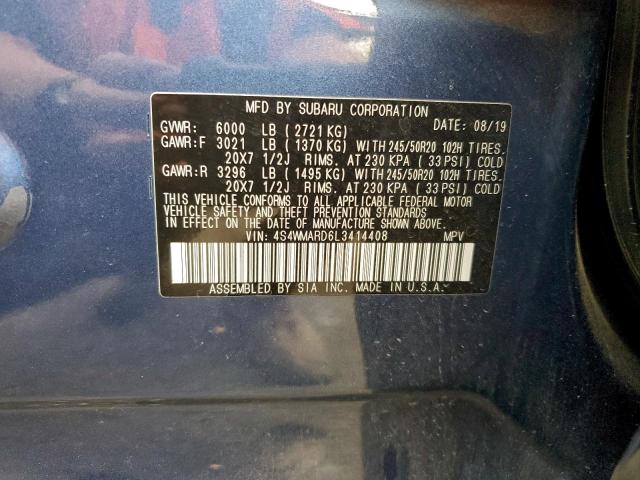 MFD BY SUBARU CORPORATION
GVWR: 6000 LB ( 2721 KG) DATE: 08/19
GAWR:F 3021 LB ( 1370 KG) WITH 245/50R20 102H TIRES.
20X7 1/2J RIMS. AT 230 KPA ( 33 PSI) COLD
GAWR:R 3296 LB ( 1495 KG) WITH 245/50R20 102H TIRES.
20X7 1/2J RIMS. AT 230 KPA ( 33 PSI) COLD
THIS VEHICLE CONFORMS TO ALL APPLICABLE FEDERAL MOTOR
VEHICLE SAFETY AND THEFT PREVENTION STANDARDS
IN EFFECT ON THE DATE OF MANUFACTURE SHOWN ABOVE.
VIN: 4S4WMARD6L3414408 MPV
ASSEMBLED BY SIA INC. MADE IN U.S.A.